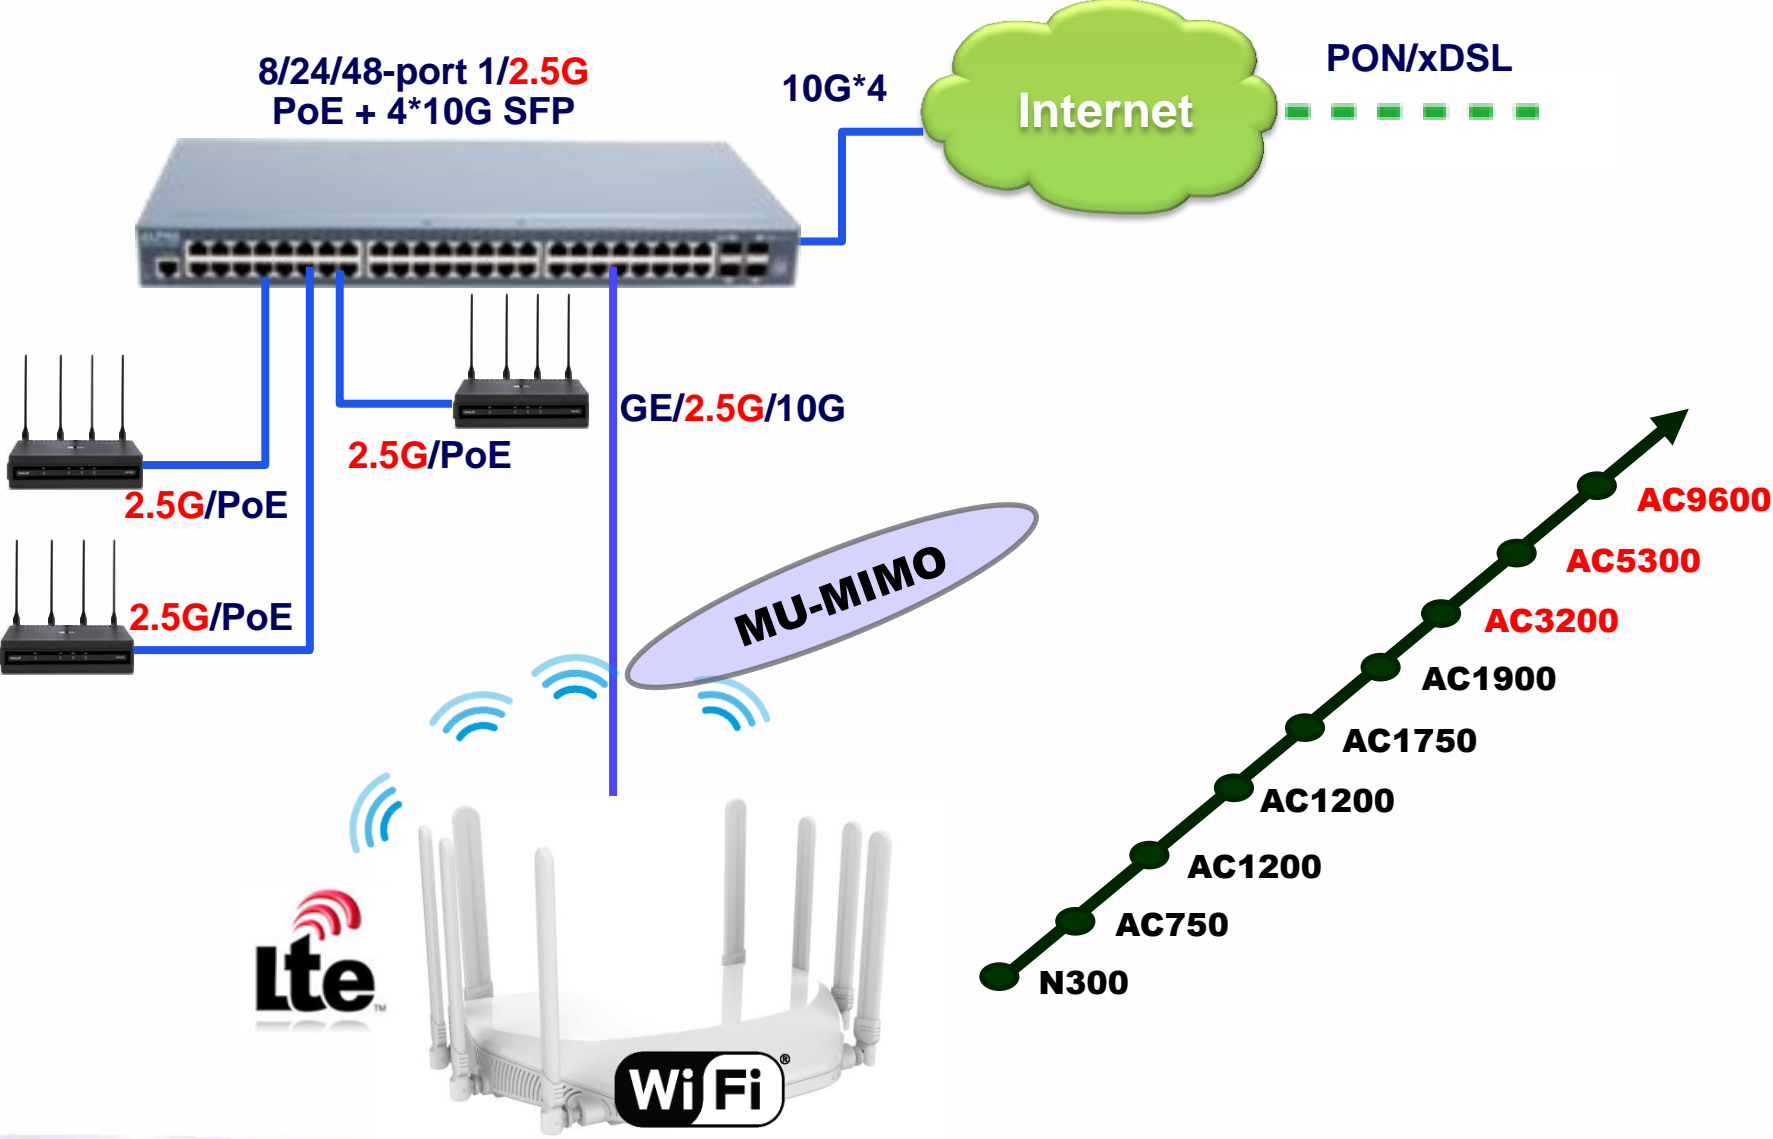 8/24/48-port 1/2.5G
PoE + 4*10G SFP
10G*4
Internet
PON/xDSL
GE/2.5G/10G
2.5G/PoE
2.5G/PoE
2.5G/PoE
MU-MIMO
AC9600
AC5300
AC3200
AC1900
AC1750
AC1200
AC1200
AC750
N300
Lte™
WiFi®